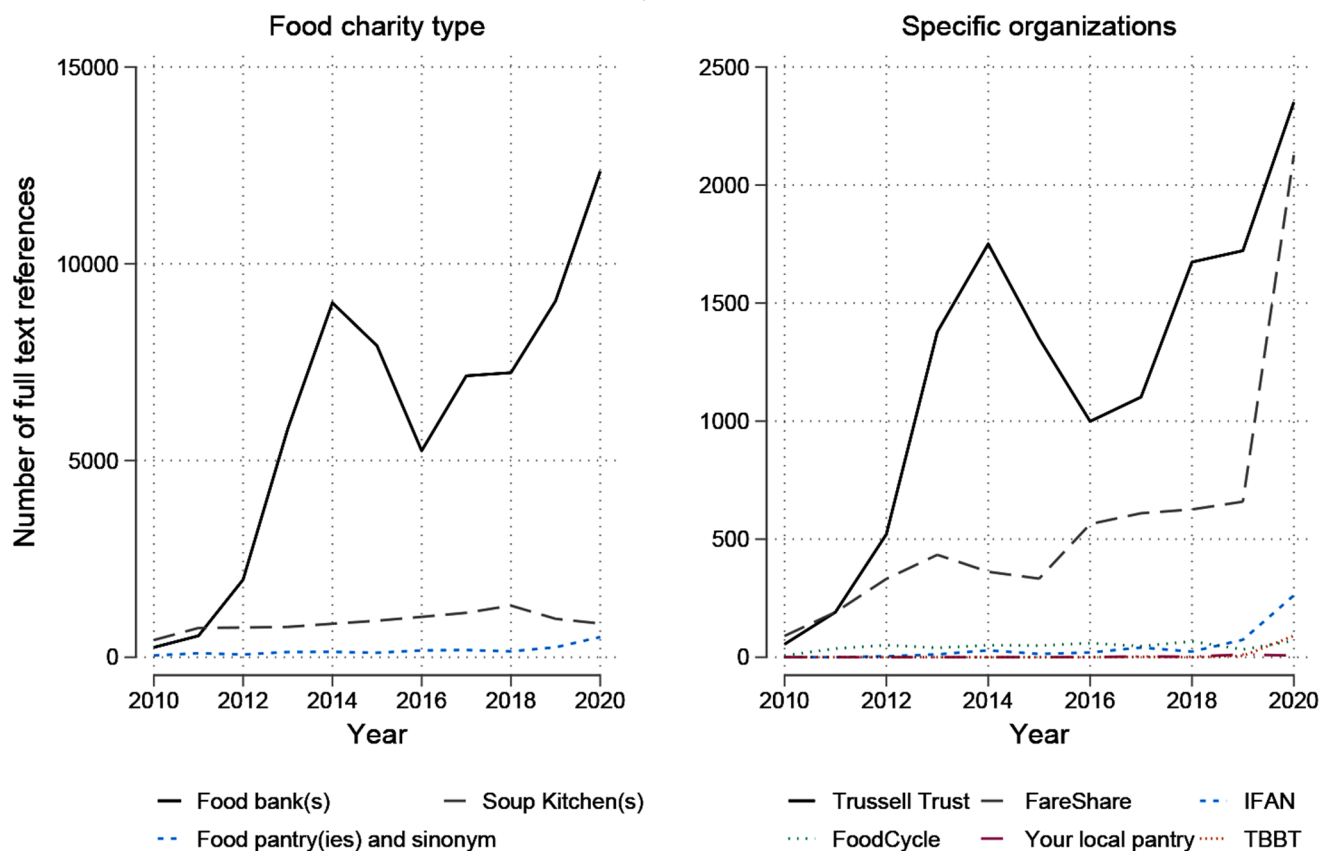 Food charity type
Number of full text references
15000
10000
5000
0
2010 2012 2014 2016 2018 2020
Year
Food bank(s) Soup Kitchen(s)
Food pantry(ies) and sinonym
Specific organizations
2500
2000
1500
1000
500
0
2010 2012 2014 2016 2018 2020
Year
Trussell Trust FareShare IFAN
FoodCycle Your local pantry TBBT